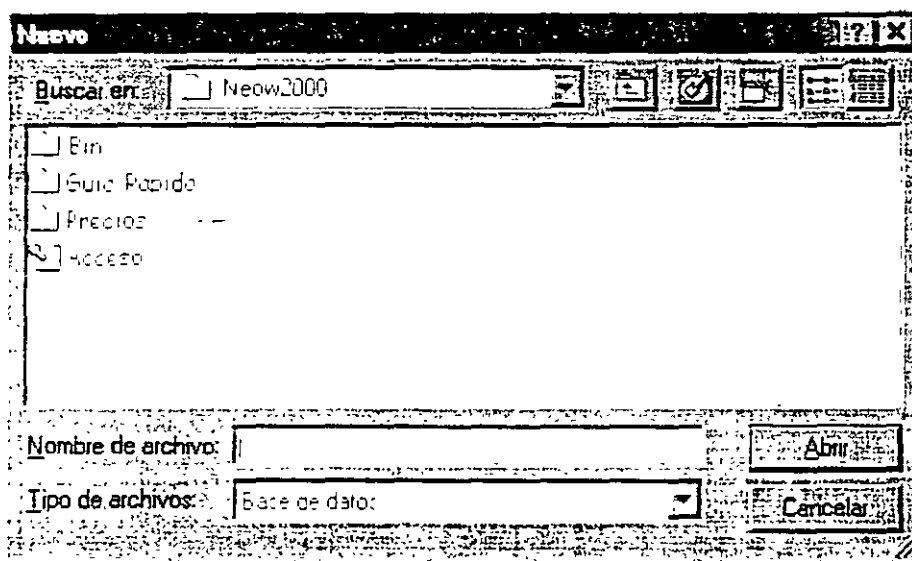 Nuevo
Buscar en: Neow2000
Bin
Guia Rapida
Precios
Acceso
Nombre de archivo:
Abrir
Tipo de archivos: Base de datos
Cancelar